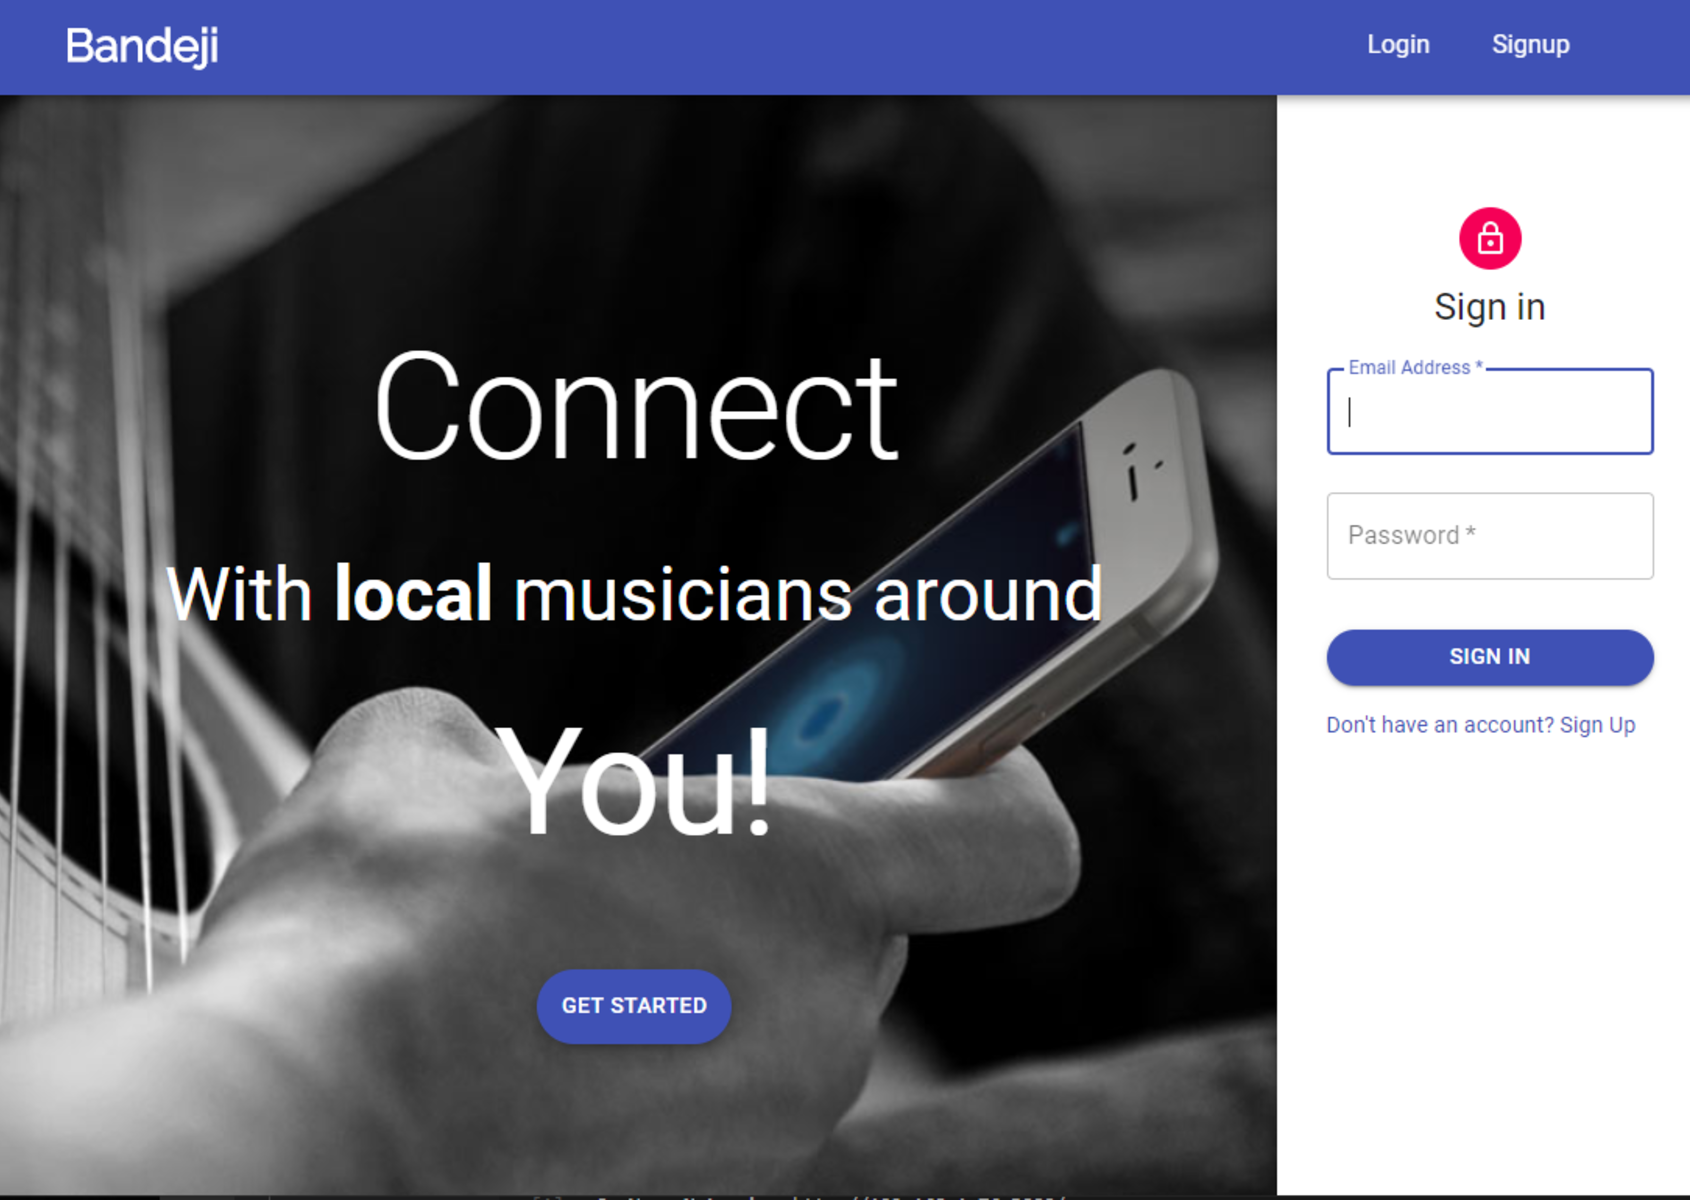 Bandeji
Login
Signup
Connect
With local musicians around
You!
GET STARTED
Sign in
Email Address *
Password *
SIGN IN
Don't have an account? Sign Up